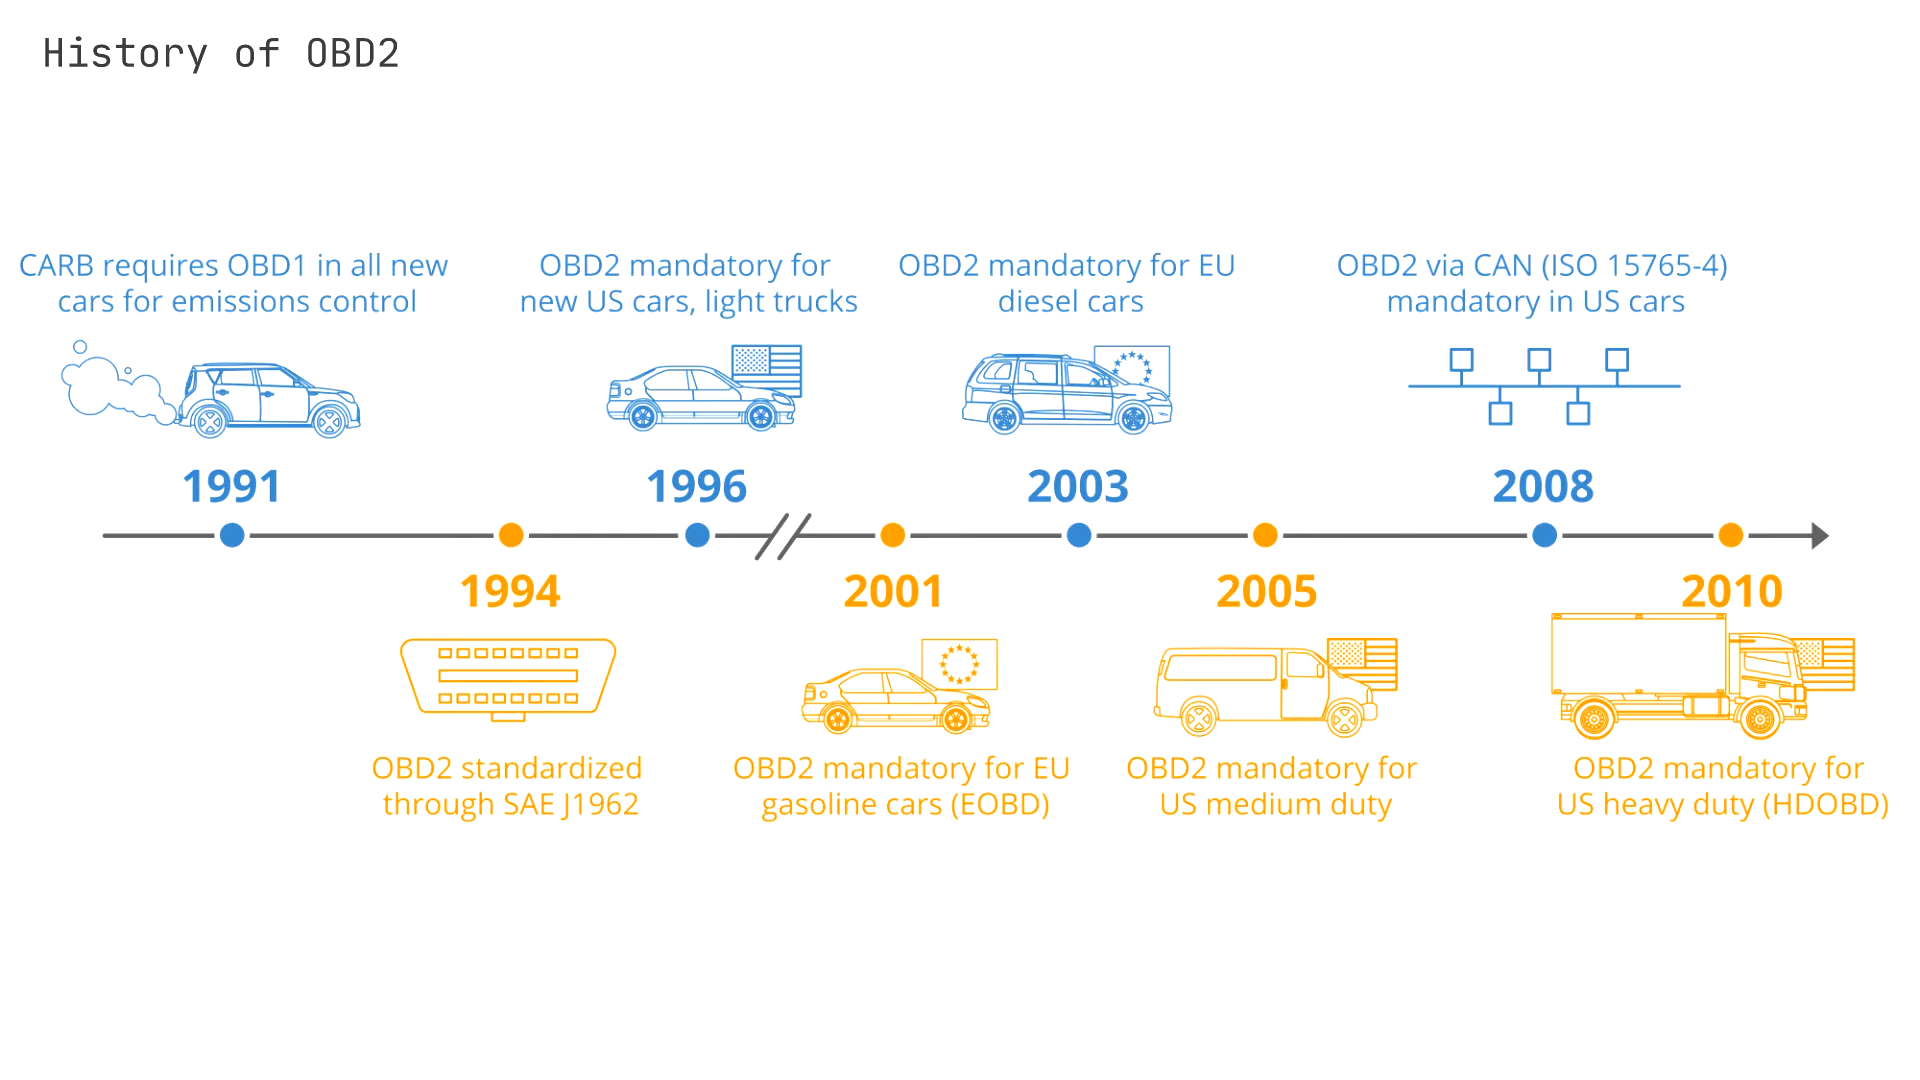 History of OBD2
CARB requires OBD1 in all new
cars for emissions control
1991
OBD2 mandatory for
new US cars, light trucks
1996
OBD2 mandatory for EU
diesel cars
2003
OBD2 via CAN (ISO 15765-4)
mandatory in US cars
2008
1994
OBD2 standardized
through SAE J1962
2001
OBD2 mandatory for EU
gasoline cars (EOBD)
2005
OBD2 mandatory for
US medium duty
2010
OBD2 mandatory for
US heavy duty (HDOBD)